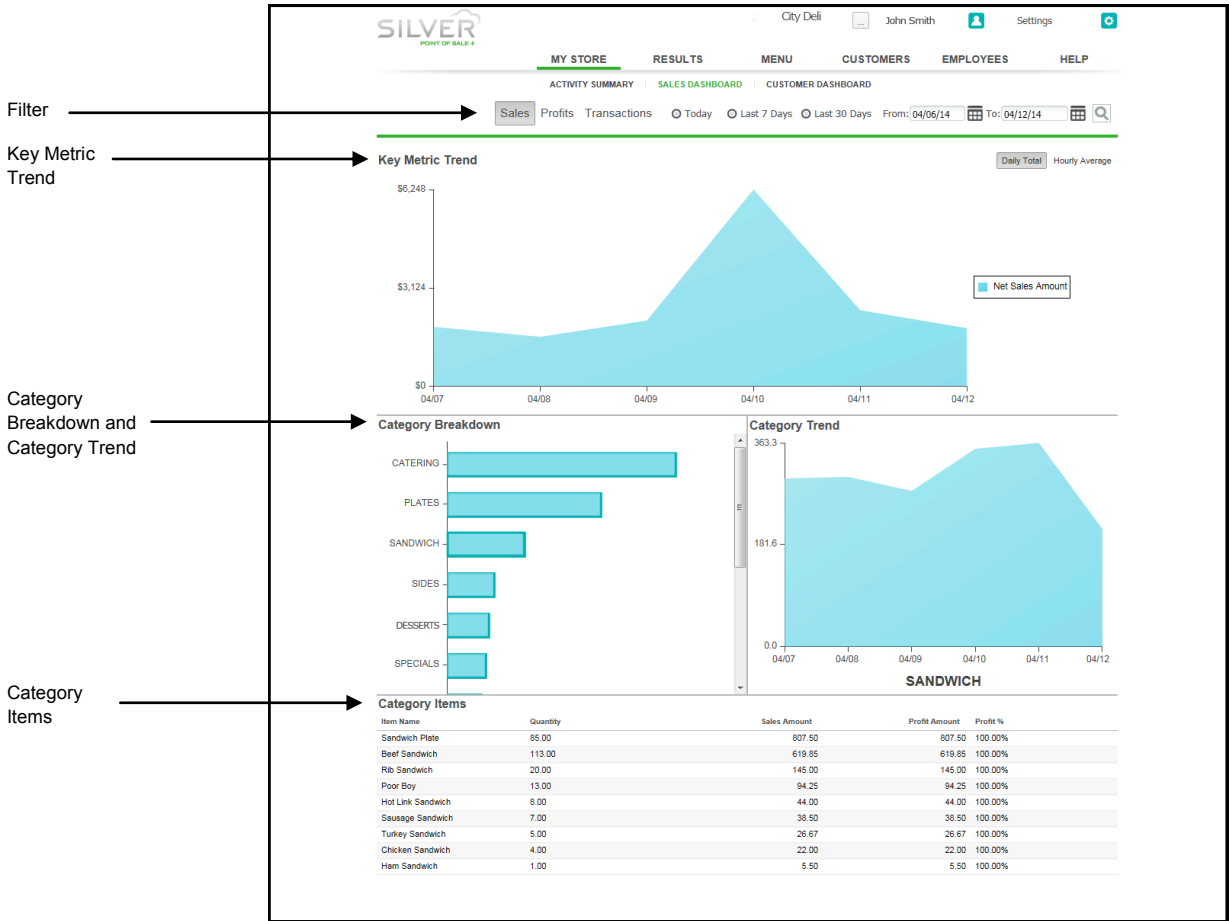 SILVER
POINT OF SALE +
: City Deli ... John Smith Settings
MY STORE RESULTS MENU CUSTOMERS EMPLOYEES HELP
ACTIVITY SUMMARY SALES DASHBOARD CUSTOMER DASHBOARD
Filter
Sales Profits Transactions Today Last 7 Days Last 30 Days From: 04/06/14 To: 04/12/14
Key Metric
Trend
Key Metric Trend
Daily Total Hourly Average
$6,248
$3,124
$0
Net Sales Amount
04/07 04/08 04/09 04/10 04/11 04/12
Category
Breakdown and
Category Trend
Category Breakdown
CATERING
PLATES
SANDWICH
SIDES
DESSERTS
SPECIALS
Category Trend
363.3
181.6
0.0
04/07 04/08 04/09 04/10 04/11 04/12
SANDWICH
Category
Items
Category Items
Item Name Quantity Sales Amount Profit Amount Profit %
Sandwich Plate 85.00 807.50 807.50 100.00%
Beef Sandwich 113.00 619.85 619.85 100.00%
Rib Sandwich 20.00 145.00 145.00 100.00%
Poor Boy 13.00 94.25 94.25 100.00%
Hot Link Sandwich 8.00 44.00 44.00 100.00%
Sausage Sandwich 7.00 38.50 38.50 100.00%
Turkey Sandwich 5.00 26.67 26.67 100.00%
Chicken Sandwich 4.00 22.00 22.00 100.00%
Ham Sandwich 1.00 5.50 5.50 100.00%